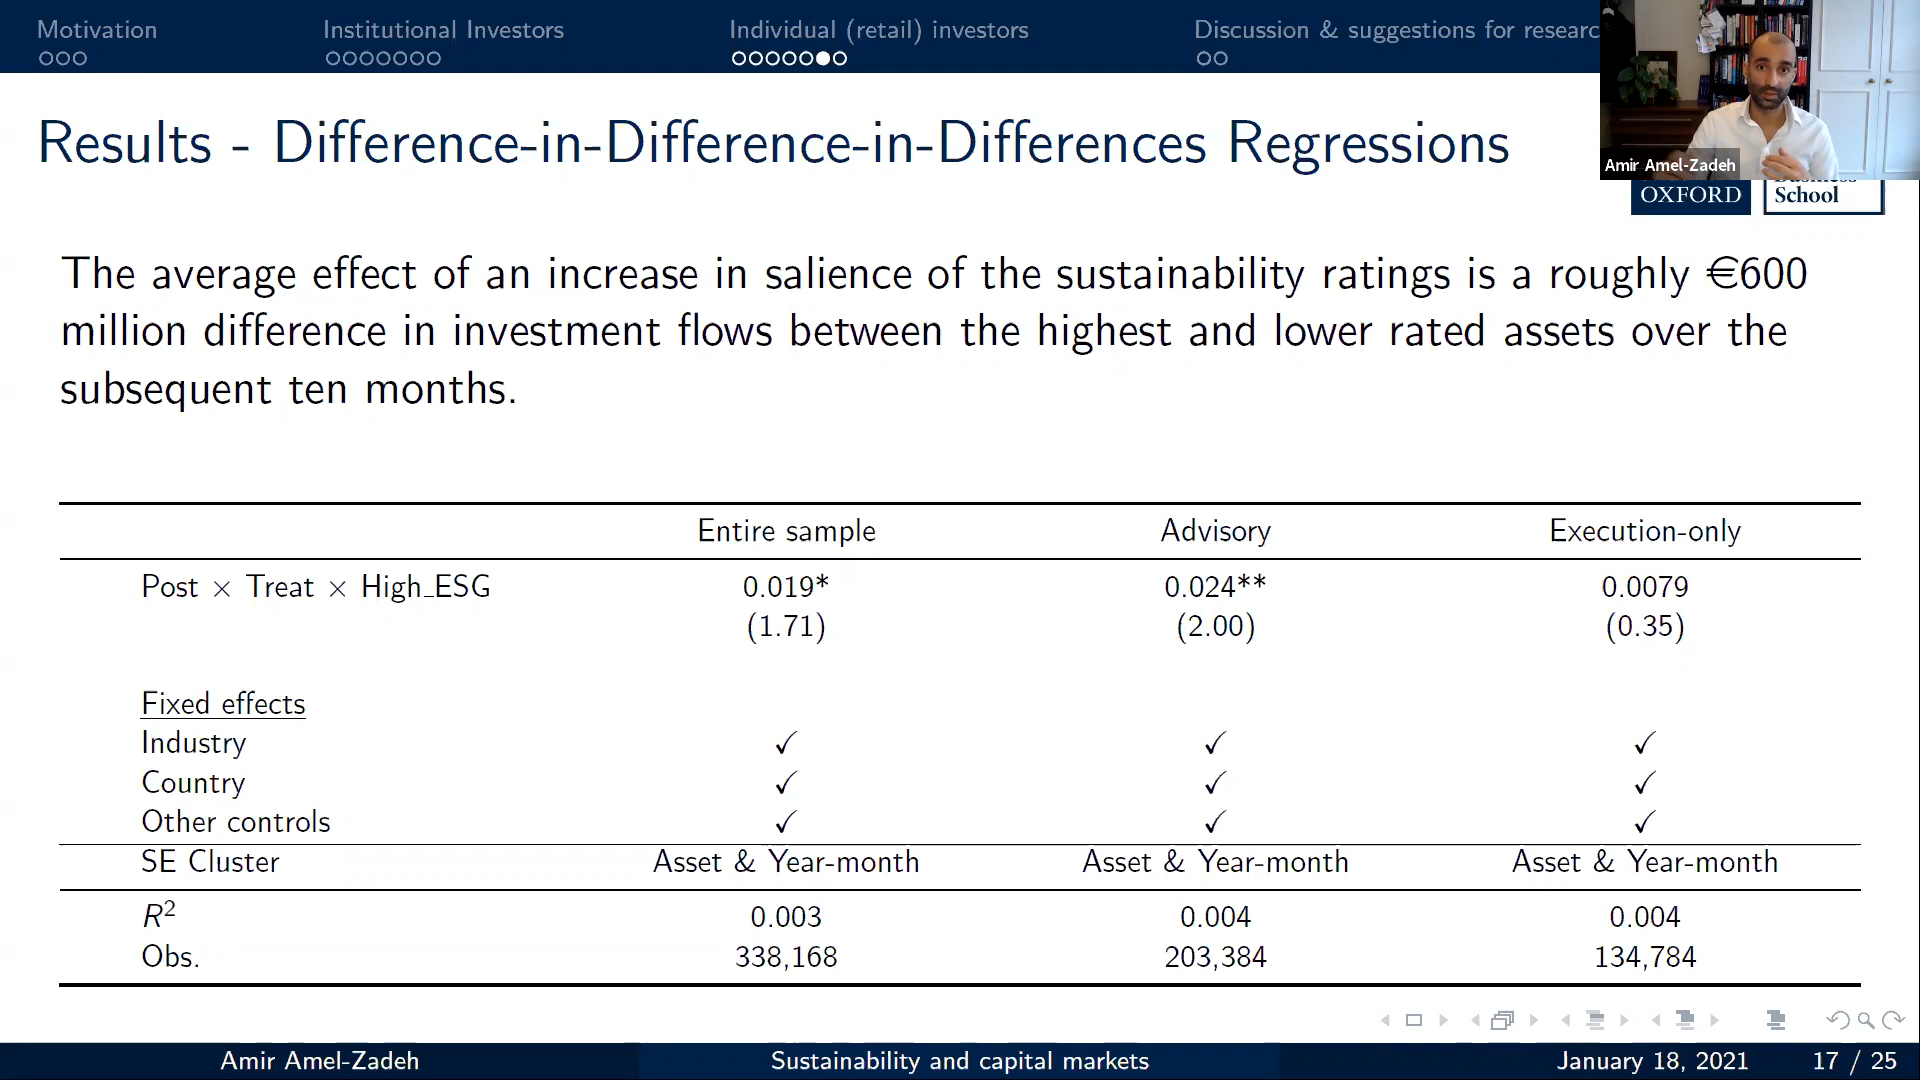 Motivation Institutional Investors Individual (retail) investors Discussion & suggestions for researc
Amir Amel-Zadeh
Results - Difference-in-Difference-in-Differences Regressions
OXFORD School
The average effect of an increase in salience of the sustainability ratings is a roughly €600
million difference in investment flows between the highest and lower rated assets over the
subsequent ten months.
Entire sample Advisory Execution-only
Post × Treat × High_ESG 0.019* 0.024** 0.0079
(1.71) (2.00) (0.35)
Fixed effects
Industry ✓ ✓ ✓
Country ✓ ✓ ✓
Other controls ✓ ✓ ✓
SE Cluster Asset & Year-month Asset & Year-month Asset & Year-month
R² 0.003 0.004 0.004
Obs. 338,168 203,384 134,784
Amir Amel-Zadeh Sustainability and capital markets January 18, 2021 17 / 25